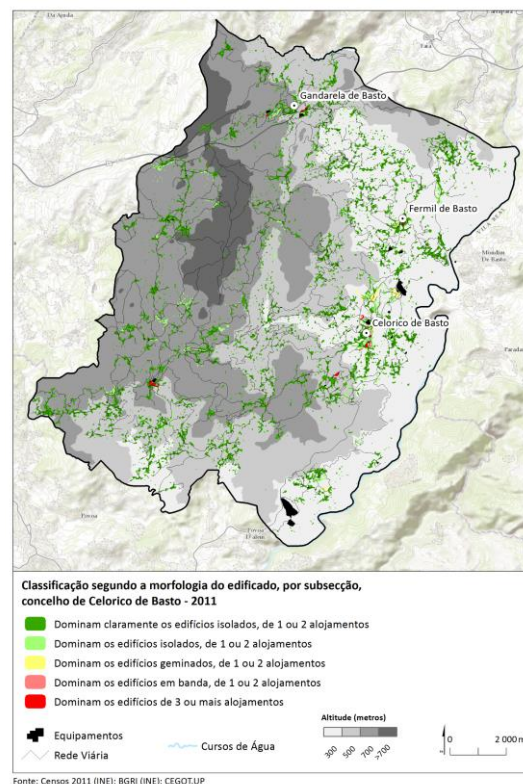 Gandarela de Basto
Fermil de Basto
VILA REAL
Celorico de Basto
Classificação segundo a morfologia do edificado, por subsecção,
concelho de Celorico de Basto - 2011
Dominam claramente os edifícios isolados, de 1 ou 2 alojamentos
Dominam os edifícios isolados, de 1 ou 2 alojamentos
Dominam os edifícios geminados, de 1 ou 2 alojamentos
Dominam os edifícios em banda, de 1 ou 2 alojamentos
Dominam os edifícios de 3 ou mais alojamentos
Equipamentos
Rede Viária
Cursos de Água
Altitude (metros)
300 500 700 >700
0 2 000 m
Fonte: Censos 2011 (INE); BGRI (INE); CEGOT.UP